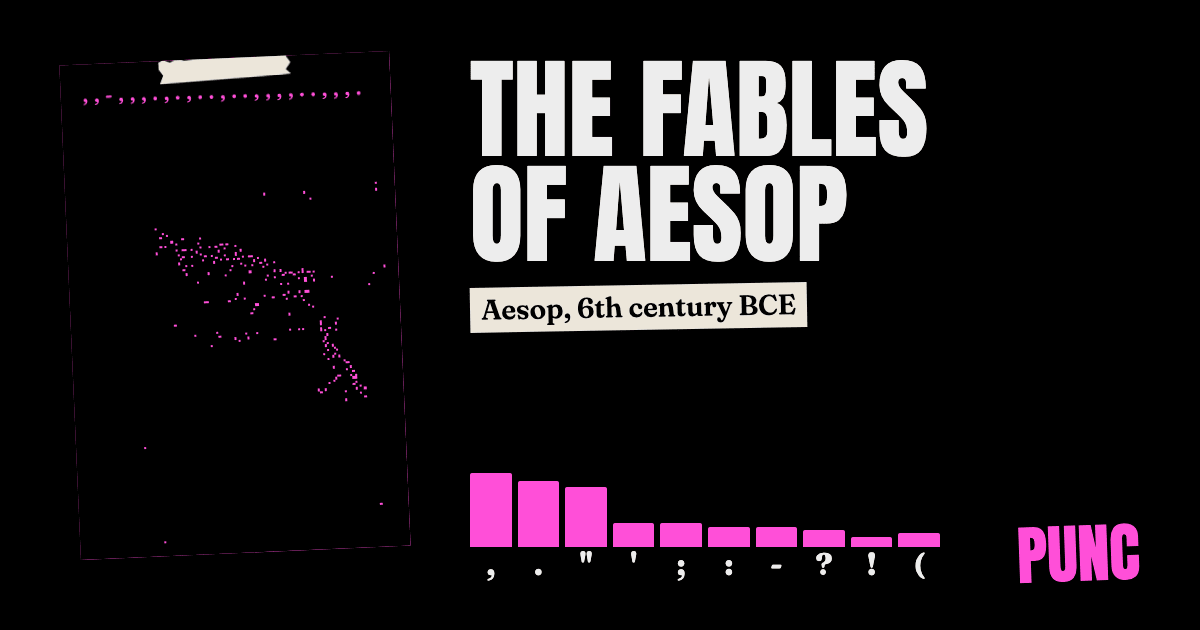 THE FABLES
OF AESOP
Aesop, 6th century BCE
, . " ' ; : - ? ! (
PUNC